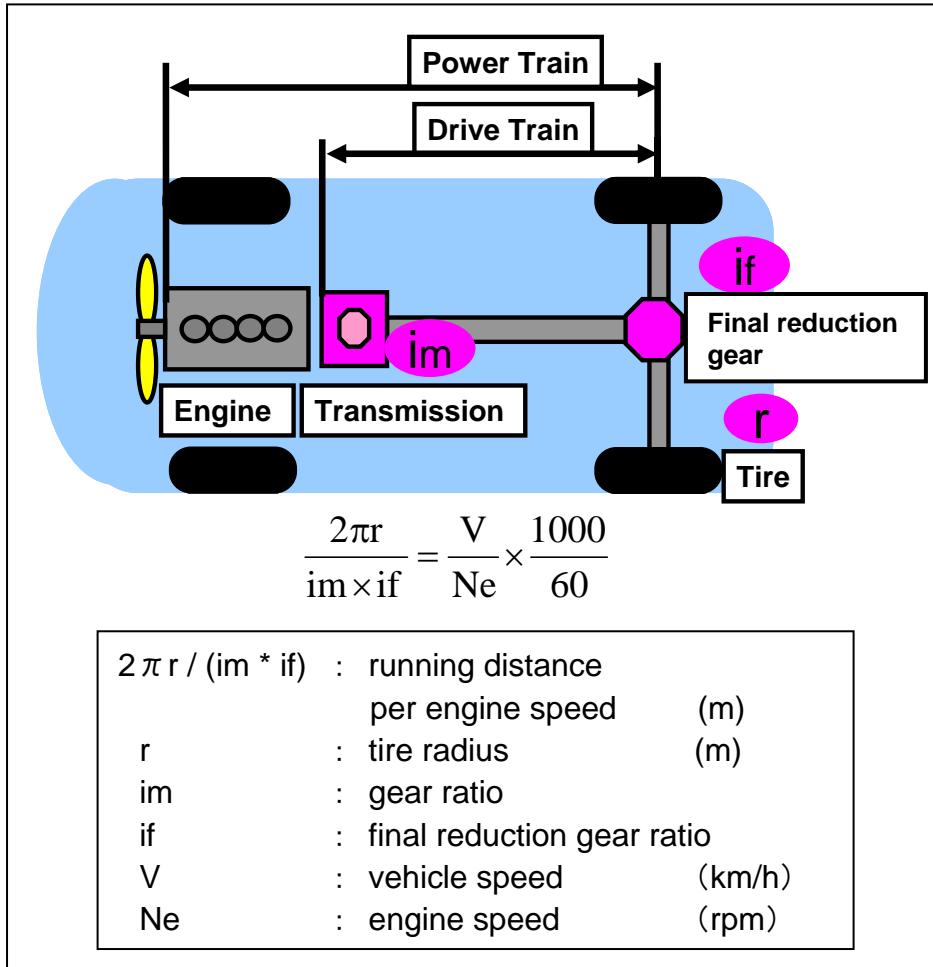 Power Train
Drive Train
if
Final reduction
gear
im
Engine
Transmission
r
Tire
2πr / im × if = V / Ne × 1000 / 60
2 π r / (im * if) : running distance
per engine speed (m)
r : tire radius (m)
im : gear ratio
if : final reduction gear ratio
V : vehicle speed （km/h）
Ne : engine speed （rpm）